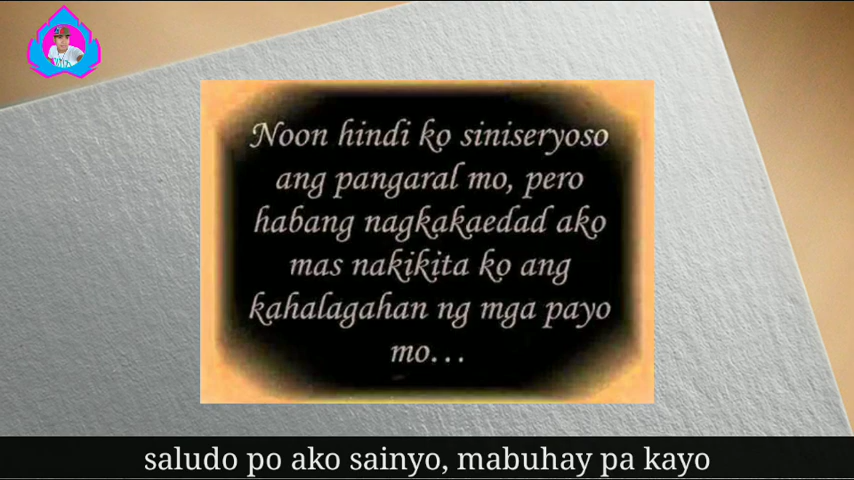 Noon hindi ko siniseryoso
ang pangaral mo, pero
habang nagkakaedad ako
mas nakikita ko ang
kahalagahan ng mga payo
mo...
saludo po ako sainyo, mabuhay pa kayo